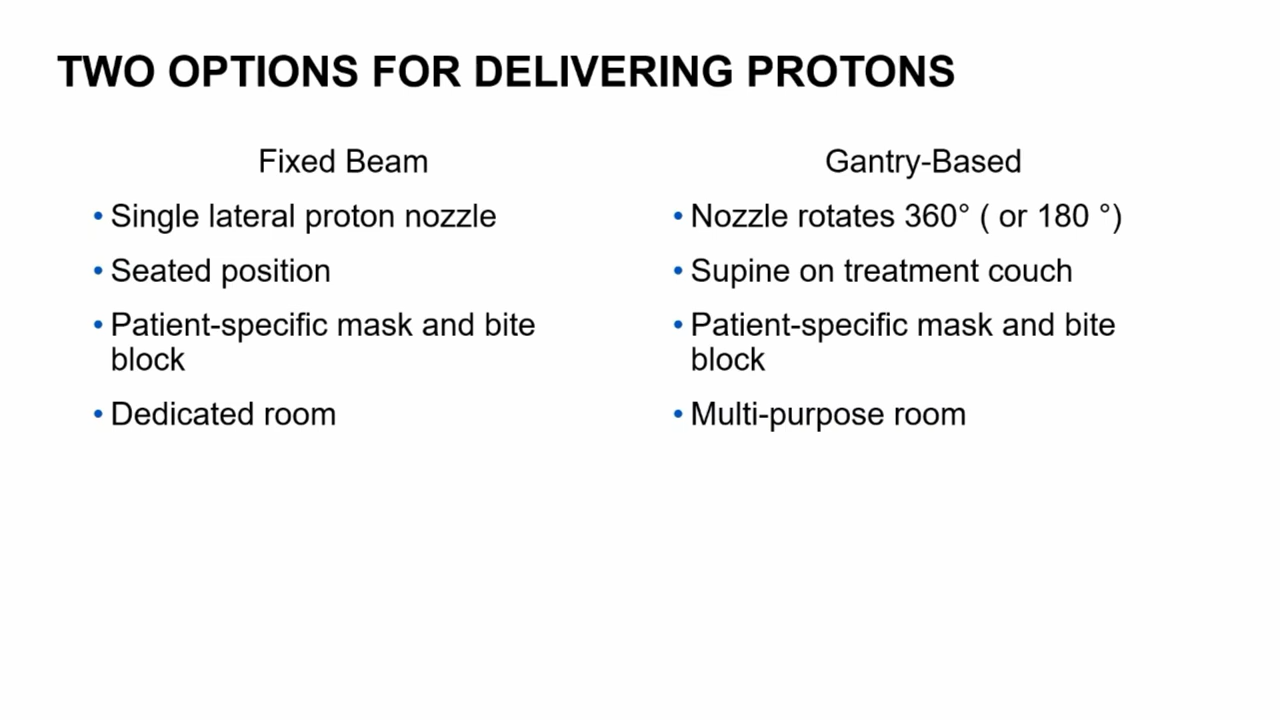 TWO OPTIONS FOR DELIVERING PROTONS
Fixed Beam
• Single lateral proton nozzle
• Seated position
• Patient-specific mask and bite
block
• Dedicated room
Gantry-Based
• Nozzle rotates 360° ( or 180 °)
• Supine on treatment couch
• Patient-specific mask and bite
block
• Multi-purpose room